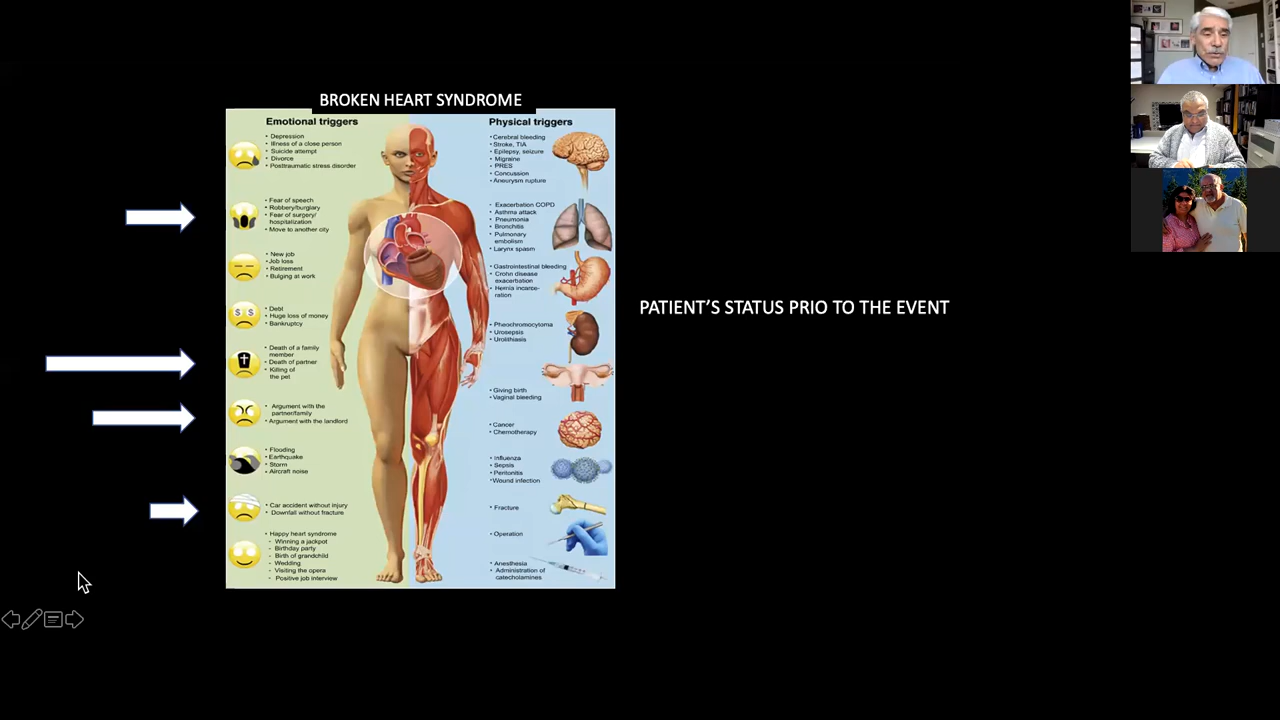 BROKEN HEART SYNDROME
Emotional triggers
• Depression
• Illness of a close person
• Suicide attempt
• Divorce
• Posttraumatic stress disorder
• Fear of speech
• Robbery/burglary
• Fear of surgery/
hospitalization
• Move to another city
• New job
• Job loss
• Retirement
• Bulging at work
$ $
• Debt
• Huge loss of money
• Bankruptcy
• Death of a family
member
• Death of partner
• Killing of
the pet
• Argument with the
partner/family
• Argument with the landlord
• Flooding
• Earthquake
• Storm
• Aircraft noise
• Car accident without injury
• Downfall without fracture
• Happy heart syndrome
- Winning a jackpot
- Birthday party
- Birth of grandchild
- Wedding
- Visiting the opera
- Positive job interview
Physical triggers
• Cerebral bleeding
• Stroke, TIA
• Epilepsy, seizure
• Migraine
• PRES
• Concussion
• Aneurysm rupture
• Exacerbation COPD
• Asthma attack
• Pneumonia
• Bronchitis
• Pulmonary
embolism
• Larynx spasm
• Gastrointestinal bleeding
• Crohn disease
exacerbation
• Hernia incarce-
ration
• Pheochromocytoma
• Urosepsis
• Urolithiasis
• Giving birth
• Vaginal bleeding
• Cancer
• Chemotherapy
• Influenza
• Sepsis
• Peritonitis
• Wound infection
• Fracture
• Operation
• Anesthesia
• Administration of
catecholamines
PATIENT'S STATUS PRIO TO THE EVENT